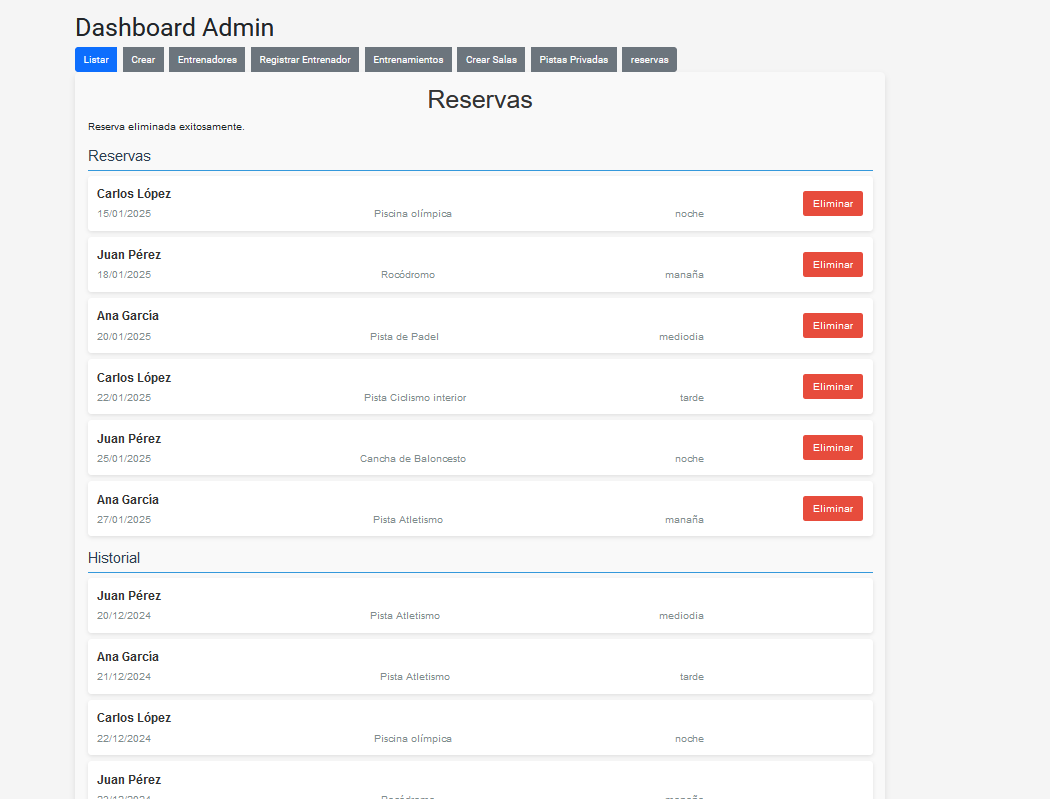 Dashboard Admin
Listar Crear Entrenadores Registrar Entrenador Entrenamientos Crear Salas Pistas Privadas reservas
Reservas
Reserva eliminada exitosamente.
Reservas
Carlos López
15/01/2025 Piscina olímpica noche Eliminar
Juan Pérez
18/01/2025 Rocódromo manaña Eliminar
Ana García
20/01/2025 Pista de Padel mediodia Eliminar
Carlos López
22/01/2025 Pista Ciclismo interior tarde Eliminar
Juan Pérez
25/01/2025 Cancha de Baloncesto noche Eliminar
Ana García
27/01/2025 Pista Atletismo manaña Eliminar
Historial
Juan Pérez
20/12/2024 Pista Atletismo mediodia
Ana García
21/12/2024 Pista Atletismo tarde
Carlos López
22/12/2024 Piscina olímpica noche
Juan Pérez
23/12/2024 Rocódromo manaña